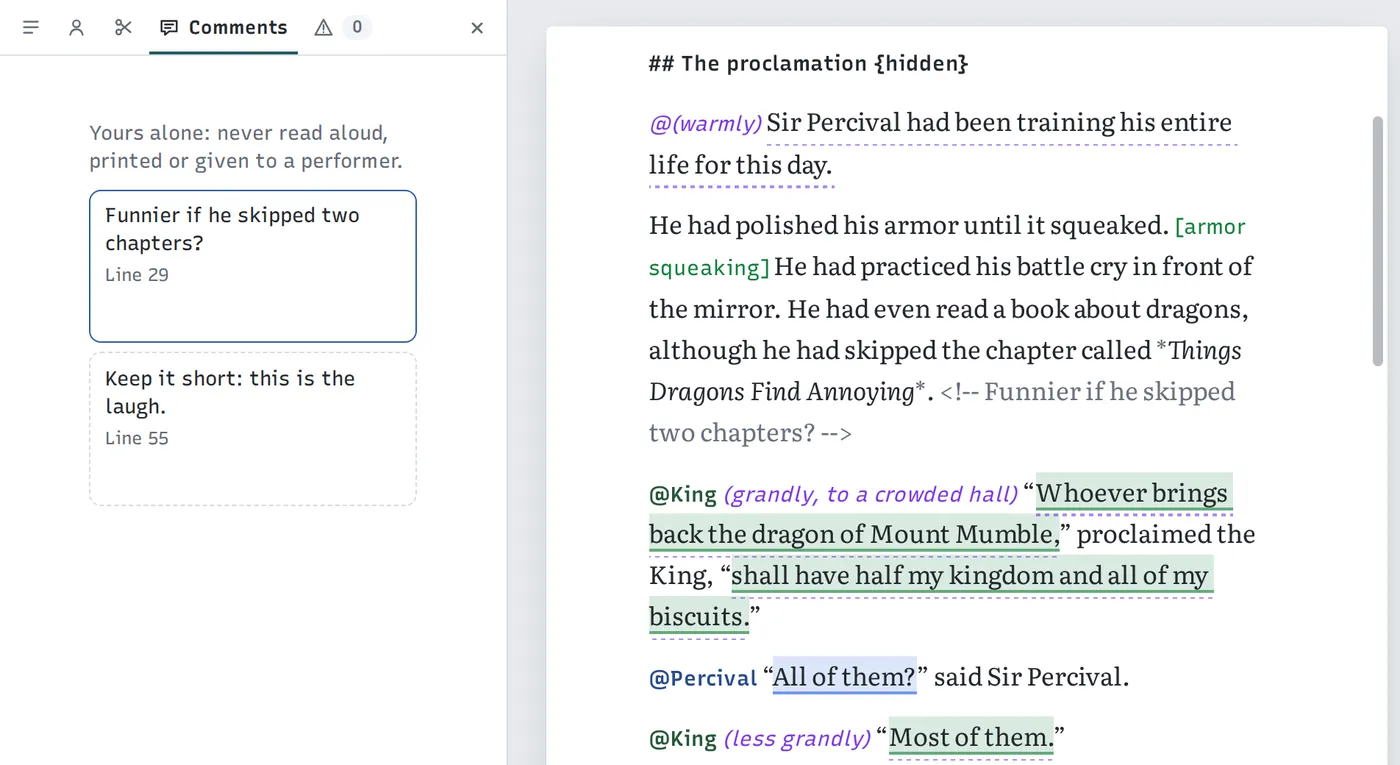 Comments
0
Yours alone: never read aloud,
printed or given to a performer.
Funnier if he skipped two
chapters?
Line 29
Keep it short: this is the
laugh.
Line 55
## The proclamation {hidden}
@(warmly) Sir Percival had been training his entire
life for this day.
He had polished his armor until it squeaked. [armor
squeaking] He had practiced his battle cry in front of
the mirror. He had even read a book about dragons,
although he had skipped the chapter called *Things
Dragons Find Annoying*. <!-- Funnier if he skipped
two chapters? -->
@King (grandly, to a crowded hall) “Whoever brings
back the dragon of Mount Mumble,” proclaimed the
King, “shall have half my kingdom and all of my
biscuits.”
@Percival “All of them?” said Sir Percival.
@King (less grandly) “Most of them.”